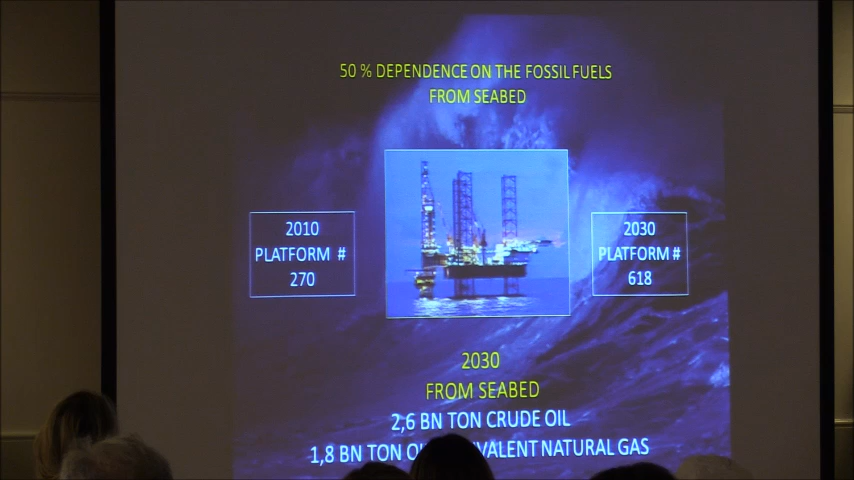 50 % DEPENDENCE ON THE FOSSIL FUELS
FROM SEABED
2010
PLATFORM #
270
2030
PLATFORM #
618
2030
FROM SEABED
2,6 BN TON CRUDE OIL
1,8 BN TON NATURAL GAS